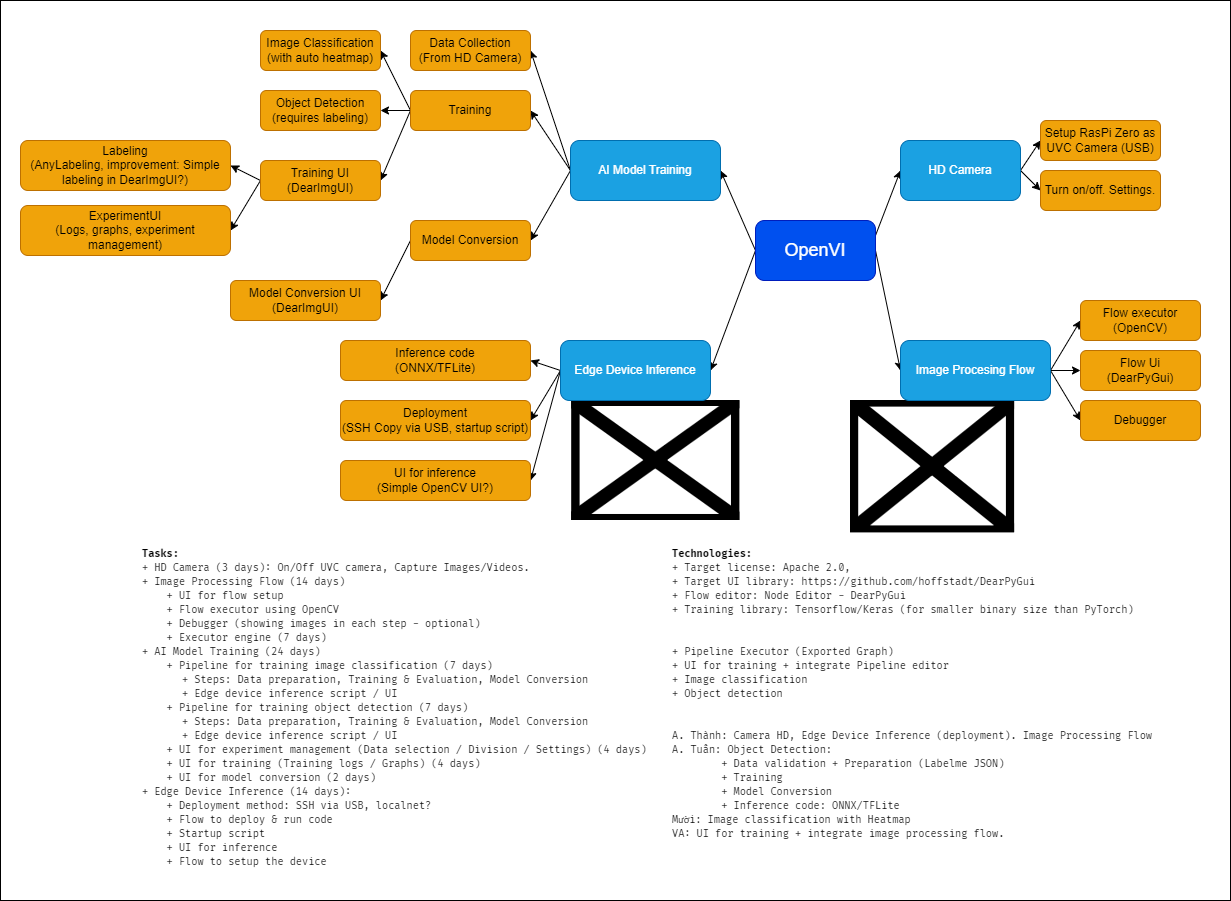 Image Classification
(with auto heatmap)
Data Collection
(From HD Camera)
Object Detection
(requires labeling)
Training
Labeling
(AnyLabeling, improvement: Simple
labeling in DearImgUI?)
Training UI
(DearImgUI)
ExperimentUI
(Logs, graphs, experiment
management)
Model Conversion
Model Conversion UI
(DearImgUI)
AI Model Training
HD Camera
Setup RasPi Zero as
UVC Camera (USB)
Turn on/off. Settings.
OpenVI
Inference code
(ONNX/TFLite)
Deployment
(SSH Copy via USB, startup script)
UI for inference
(Simple OpenCV UI?)
Edge Device Inference
Image Procesing Flow
Flow executor
(OpenCV)
Flow Ui
(DearPyGui)
Debugger
Tasks:
+ HD Camera (3 days): On/Off UVC camera, Capture Images/Videos.
+ Image Processing Flow (14 days)
+ UI for flow setup
+ Flow executor using OpenCV
+ Debugger (showing images in each step - optional)
+ Executor engine (7 days)
+ AI Model Training (24 days)
+ Pipeline for training image classification (7 days)
+ Steps: Data preparation, Training & Evaluation, Model Conversion
+ Edge device inference script / UI
+ Pipeline for training object detection (7 days)
+ Steps: Data preparation, Training & Evaluation, Model Conversion
+ Edge device inference script / UI
+ UI for experiment management (Data selection / Division / Settings) (4 days)
+ UI for training (Training logs / Graphs) (4 days)
+ UI for model conversion (2 days)
+ Edge Device Inference (14 days):
+ Deployment method: SSH via USB, localnet?
+ Flow to deploy & run code
+ Startup script
+ UI for inference
+ Flow to setup the device
Technologies:
+ Target license: Apache 2.0,
+ Target UI library: https://github.com/hoffstadt/DearPyGui
+ Flow editor: Node Editor - DearPyGui
+ Training library: Tensorflow/Keras (for smaller binary size than PyTorch)
+ Pipeline Executor (Exported Graph)
+ UI for training + integrate Pipeline editor
+ Image classification
+ Object detection
A. Thành: Camera HD, Edge Device Inference (deployment). Image Processing Flow
A. Tuân: Object Detection:
+ Data validation + Preparation (Labelme JSON)
+ Training
+ Model Conversion
+ Inference code: ONNX/TFLite
Mười: Image classification with Heatmap
VA: UI for training + integrate image processing flow.